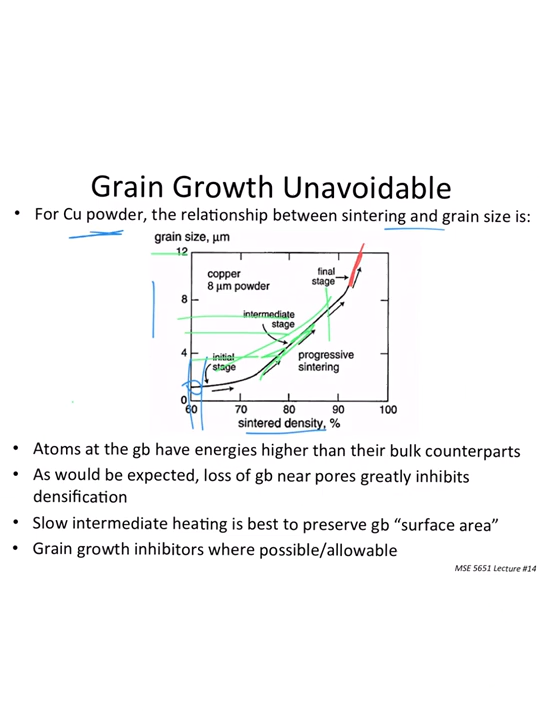 Grain Growth Unavoidable
• For Cu powder, the relationship between sintering and grain size is:
grain size, μm
12
copper
8 μm powder
final
stage
8
intermediate
stage
4
initial
stage
progressive
sintering
0
60 70 80 90 100
sintered density, %
• Atoms at the gb have energies higher than their bulk counterparts
• As would be expected, loss of gb near pores greatly inhibits
densification
• Slow intermediate heating is best to preserve gb “surface area”
• Grain growth inhibitors where possible/allowable
MSE 5651 Lecture #14